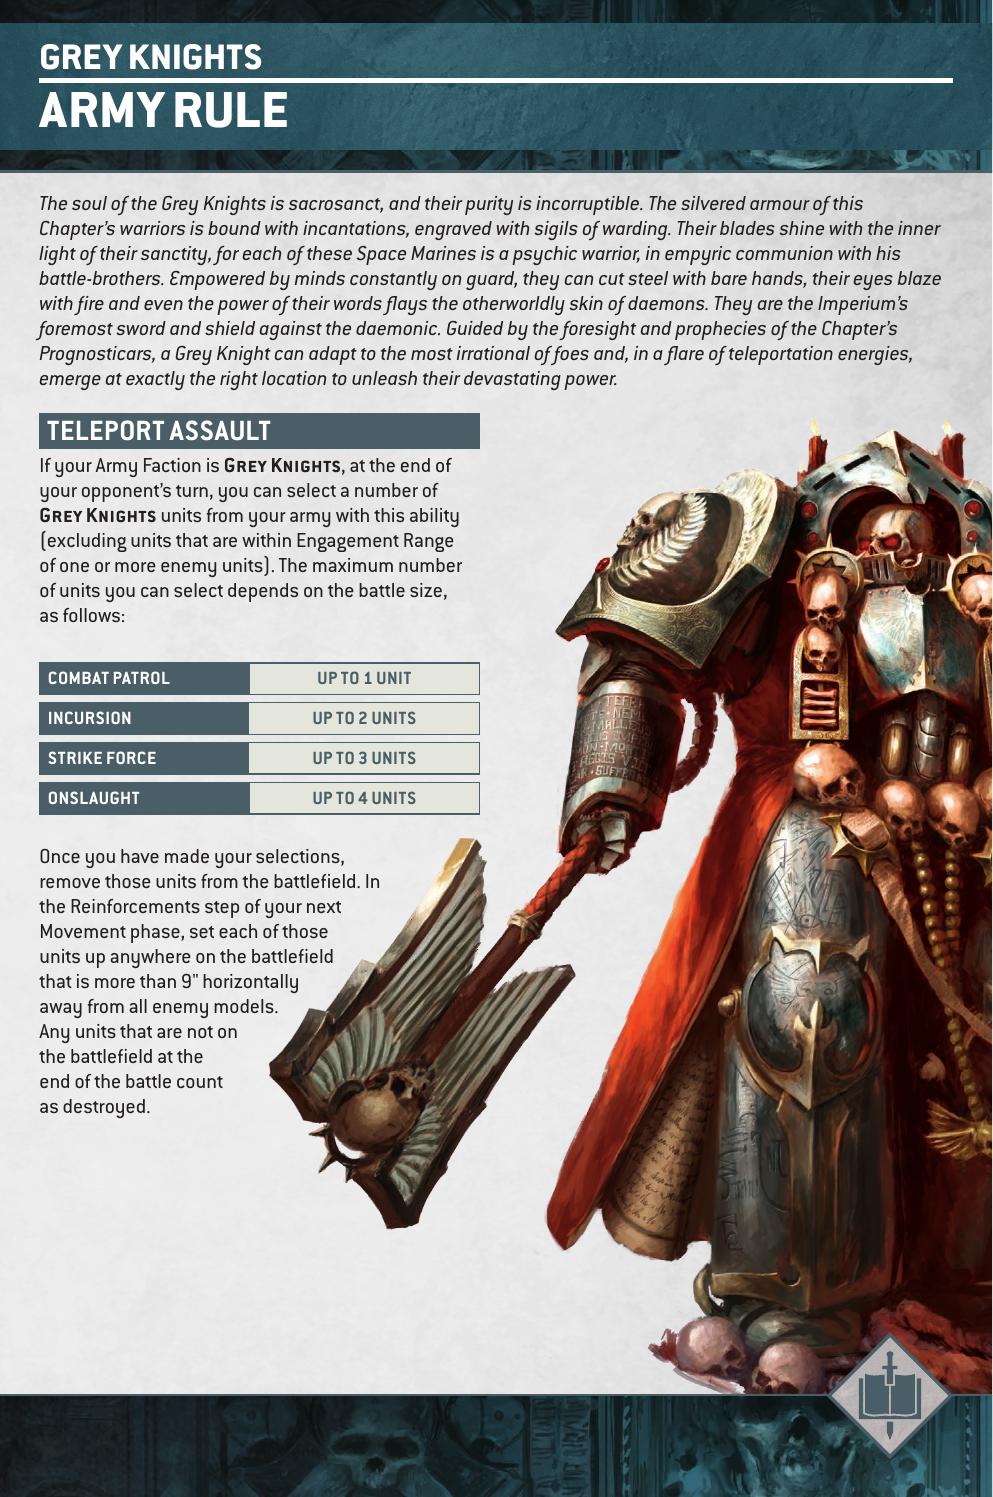 GREY KNIGHTS
ARMY RULE
The soul of the Grey Knights is sacrosanct, and their purity is incorruptible. The silvered armour of this
Chapter's warriors is bound with incantations, engraved with sigils of warding. Their blades shine with the inner
light of their sanctity, for each of these Space Marines is a psychic warrior, in empyric communion with his
battle-brothers. Empowered by minds constantly on guard, they can cut steel with bare hands, their eyes blaze
with fire and even the power of their words flays the otherworldly skin of daemons. They are the Imperium's
foremost sword and shield against the daemonic. Guided by the foresight and prophecies of the Chapter's
Prognosticars, a Grey Knight can adapt to the most irrational of foes and, in a flare of teleportation energies,
emerge at exactly the right location to unleash their devastating power.
TELEPORT ASSAULT
If your Army Faction is GREY KNIGHTS, at the end of
your opponent's turn, you can select a number of
GREY KNIGHTS units from your army with this ability
(excluding units that are within Engagement Range
of one or more enemy units). The maximum number
of units you can select depends on the battle size,
as follows:
COMBAT PATROL UP TO 1 UNIT
INCURSION UP TO 2 UNITS
STRIKE FORCE UP TO 3 UNITS
ONSLAUGHT UP TO 4 UNITS
Once you have made your selections,
remove those units from the battlefield. In
the Reinforcements step of your next
Movement phase, set each of those
units up anywhere on the battlefield
that is more than 9" horizontally
away from all enemy models.
Any units that are not on
the battlefield at the
end of the battle count
as destroyed.